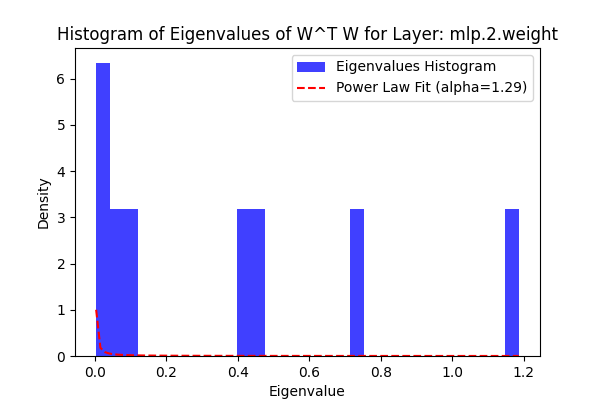 Histogram of Eigenvalues of W^T W for Layer: mlp.2.weight
Eigenvalues Histogram
Power Law Fit (alpha=1.29)
Density
6
5
4
3
2
1
0
0.0 0.2 0.4 0.6 0.8 1.0 1.2
Eigenvalue